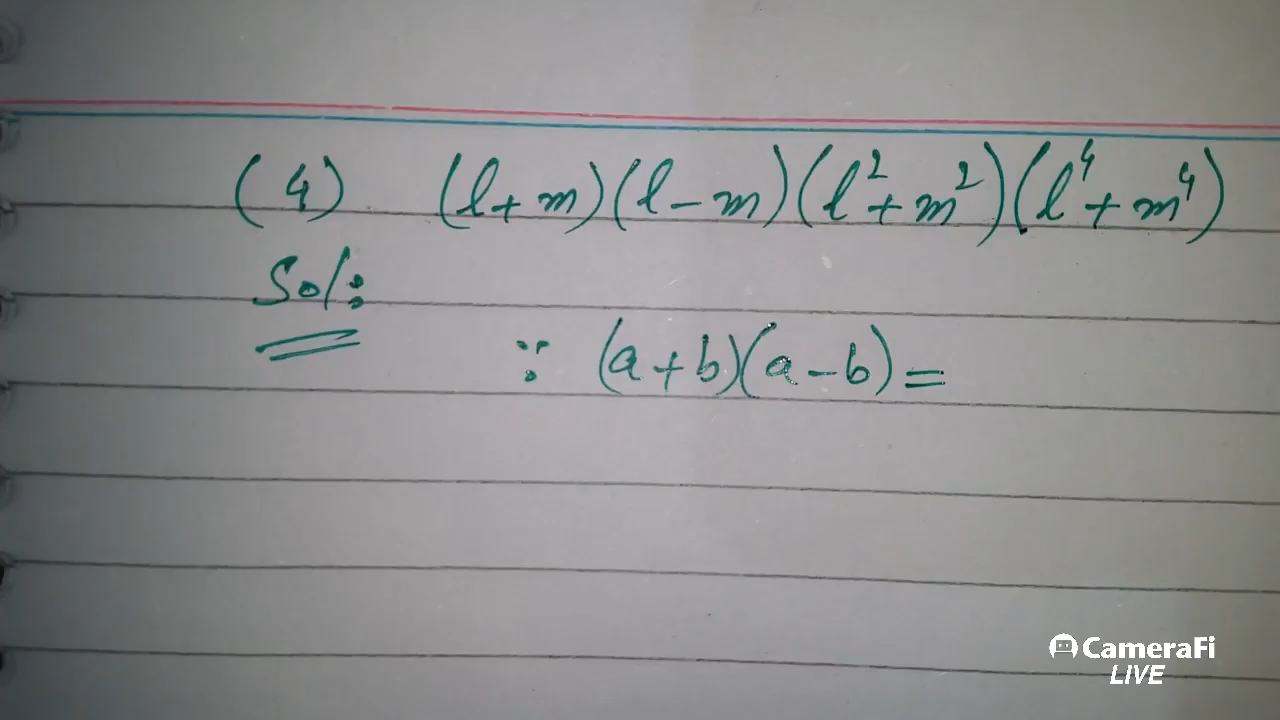 (4) (l+m)(l-m)(l²+m²)(l⁴+m⁴)
Sol:
∵ (a+b)(a-b)=
CameraFi
LIVE